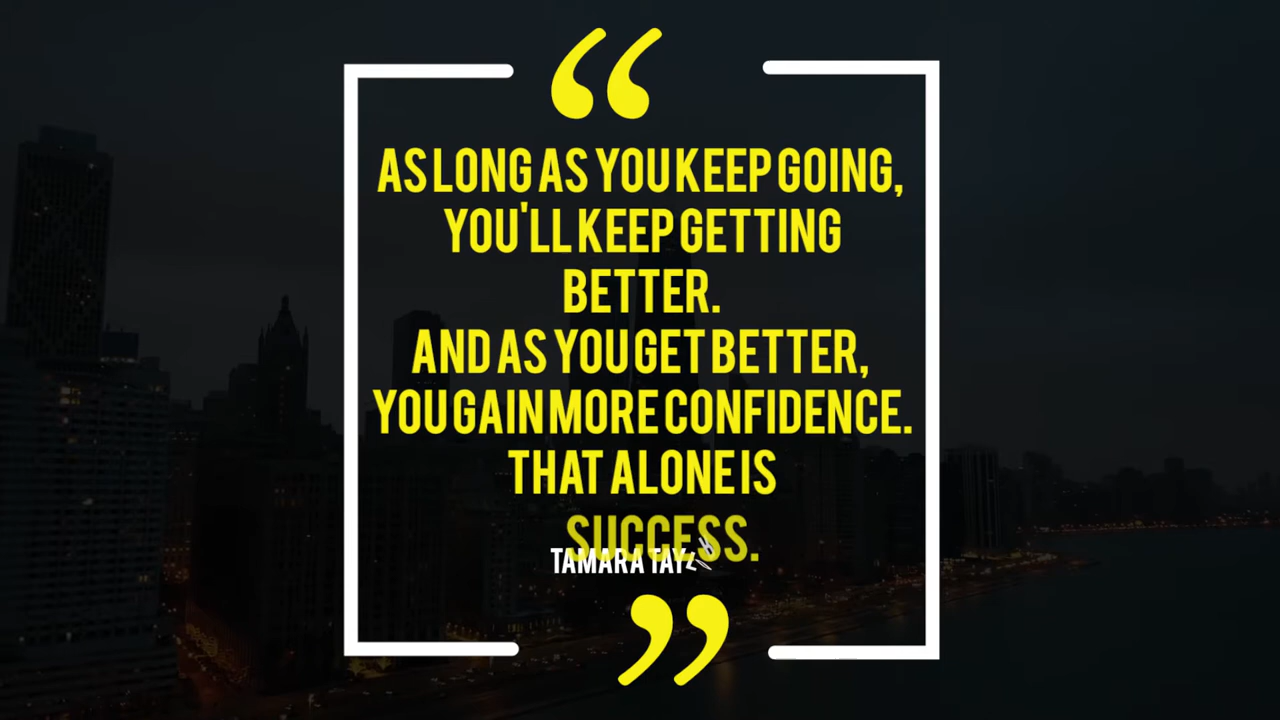 “
AS LONG AS YOU KEEP GOING,
YOU'LL KEEP GETTING
BETTER.
AND AS YOU GET BETTER,
YOU GAIN MORE CONFIDENCE.
THAT ALONE IS
SUCCESS.
TAMARA
”